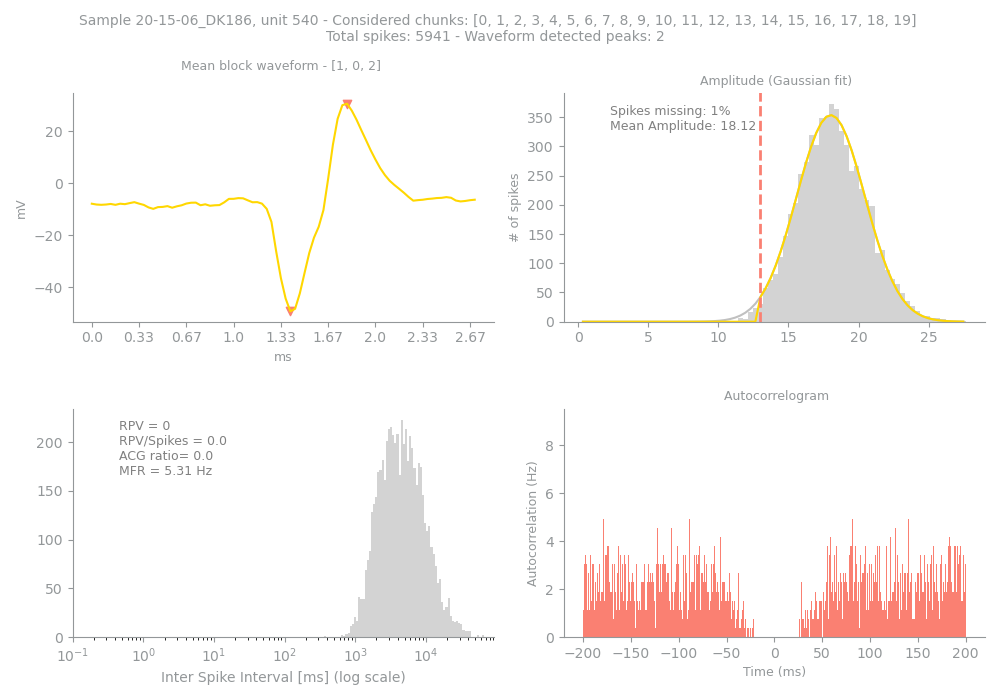 Sample 20-15-06_DK186, unit 540 - Considered chunks: [0, 1, 2, 3, 4, 5, 6, 7, 8, 9, 10, 11, 12, 13, 14, 15, 16, 17, 18, 19]
Total spikes: 5941 - Waveform detected peaks: 2
Mean block waveform - [1, 0, 2]
mV
20
0
−20
−40
0.0 0.33 0.67 1.0 1.33 1.67 2.0 2.33 2.67
ms
Amplitude (Gaussian fit)
Spikes missing: 1%
Mean Amplitude: 18.12
# of spikes
350
300
250
200
150
100
50
0
0 5 10 15 20 25
RPV = 0
RPV/Spikes = 0.0
ACG ratio= 0.0
MFR = 5.31 Hz
200
150
100
50
0
10⁻¹ 10⁰ 10¹ 10² 10³ 10⁴
Inter Spike Interval [ms] (log scale)
Autocorrelogram
Autocorrelation (Hz)
8
6
4
2
0
−200 −150 −100 −50 0 50 100 150 200
Time (ms)